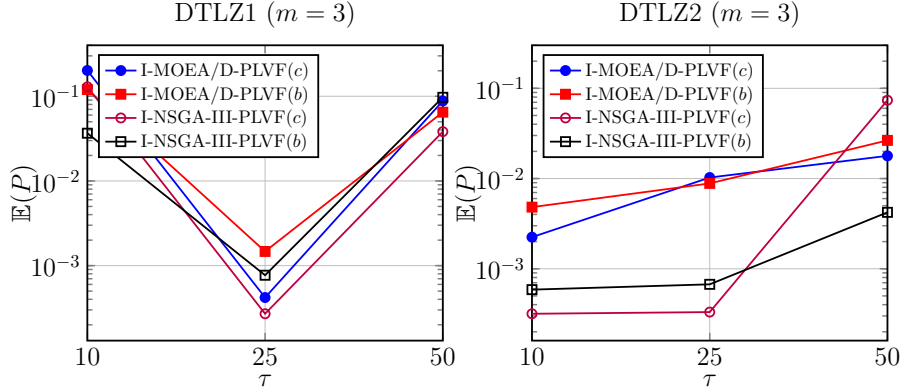 DTLZ1 (m = 3)
10⁻¹
10⁻²
10⁻³
𝔼(P)
I-MOEA/D-PLVF(c)
I-MOEA/D-PLVF(b)
I-NSGA-III-PLVF(c)
I-NSGA-III-PLVF(b)
10 25 50
τ
DTLZ2 (m = 3)
10⁻¹
10⁻²
10⁻³
𝔼(P)
I-MOEA/D-PLVF(c)
I-MOEA/D-PLVF(b)
I-NSGA-III-PLVF(c)
I-NSGA-III-PLVF(b)
10 25 50
τ